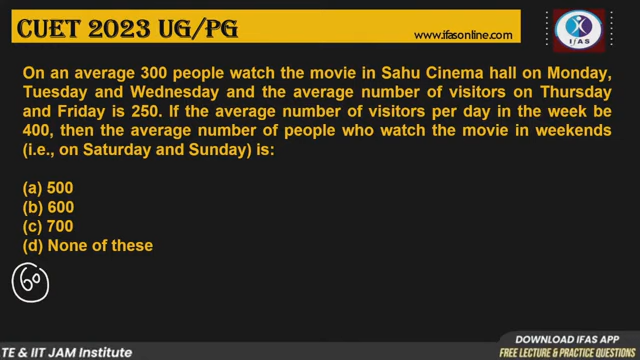 CUET 2023 UG/PG
www.ifasonline.com
iFAS
On an average 300 people watch the movie in Sahu Cinema hall on Monday,
Tuesday and Wednesday and the average number of visitors on Thursday
and Friday is 250. If the average number of visitors per day in the week be
400, then the average number of people who watch the movie in weekends
(i.e., on Saturday and Sunday) is:
(a) 500
(b) 600
(c) 700
(d) None of these
60
DOWNLOAD IFAS APP
TE & IIT JAM Institute
FREE LECTURE & PRACTICE QUESTIONS